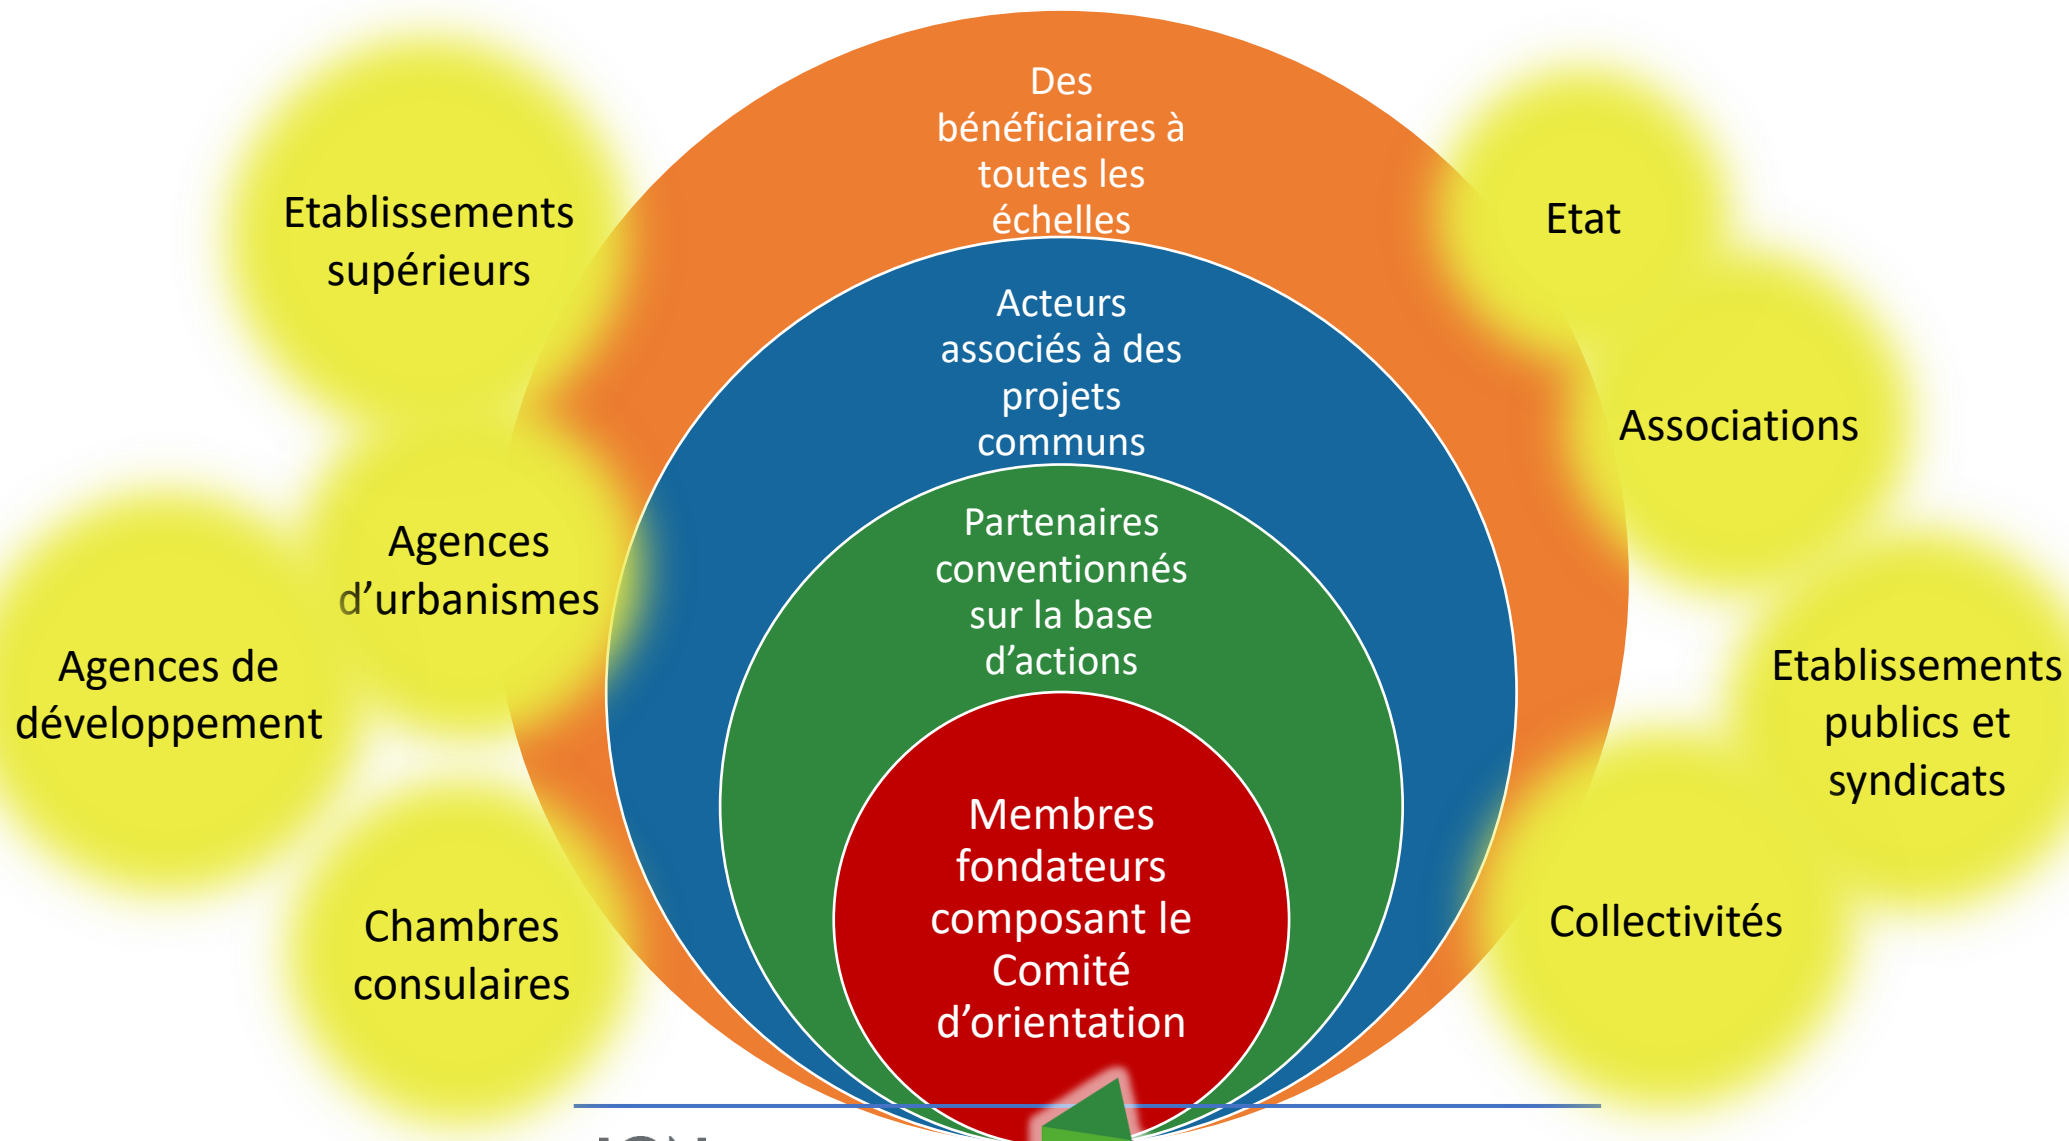 Des
bénéficiaires à
toutes les
échelles
Acteurs
associés à des
projets
communs
Partenaires
conventionnés
sur la base
d’actions
Membres
fondateurs
composant le
Comité
d’orientation
Etablissements
supérieurs
Agences
d’urbanismes
Agences de
développement
Chambres
consulaires
Etat
Associations
Etablissements
publics et
syndicats
Collectivités